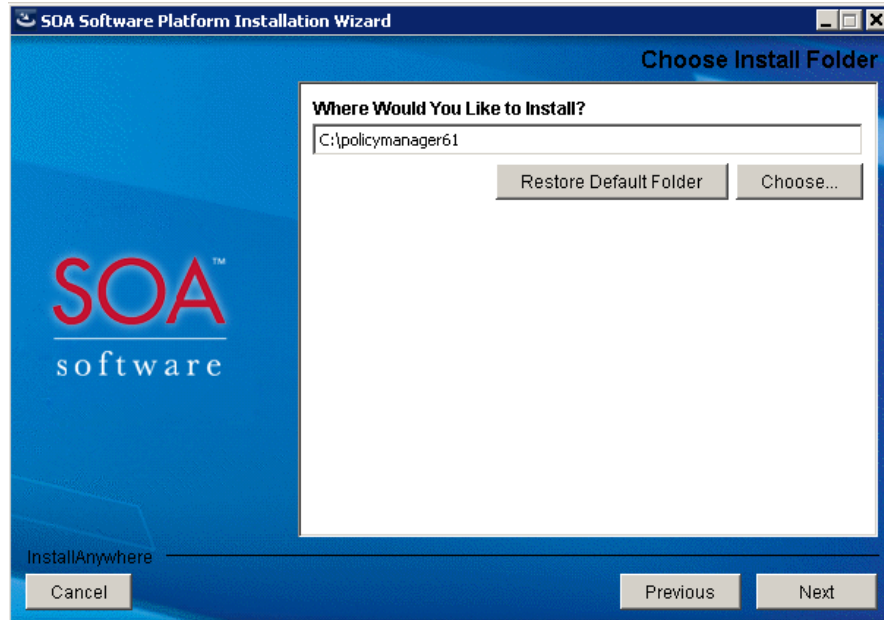 SOA Software Platform Installation Wizard
Choose Install Folder
Where Would You Like to Install?
C:\policymanager61
Restore Default Folder
Choose...
SOA™
software
InstallAnywhere
Cancel
Previous
Next